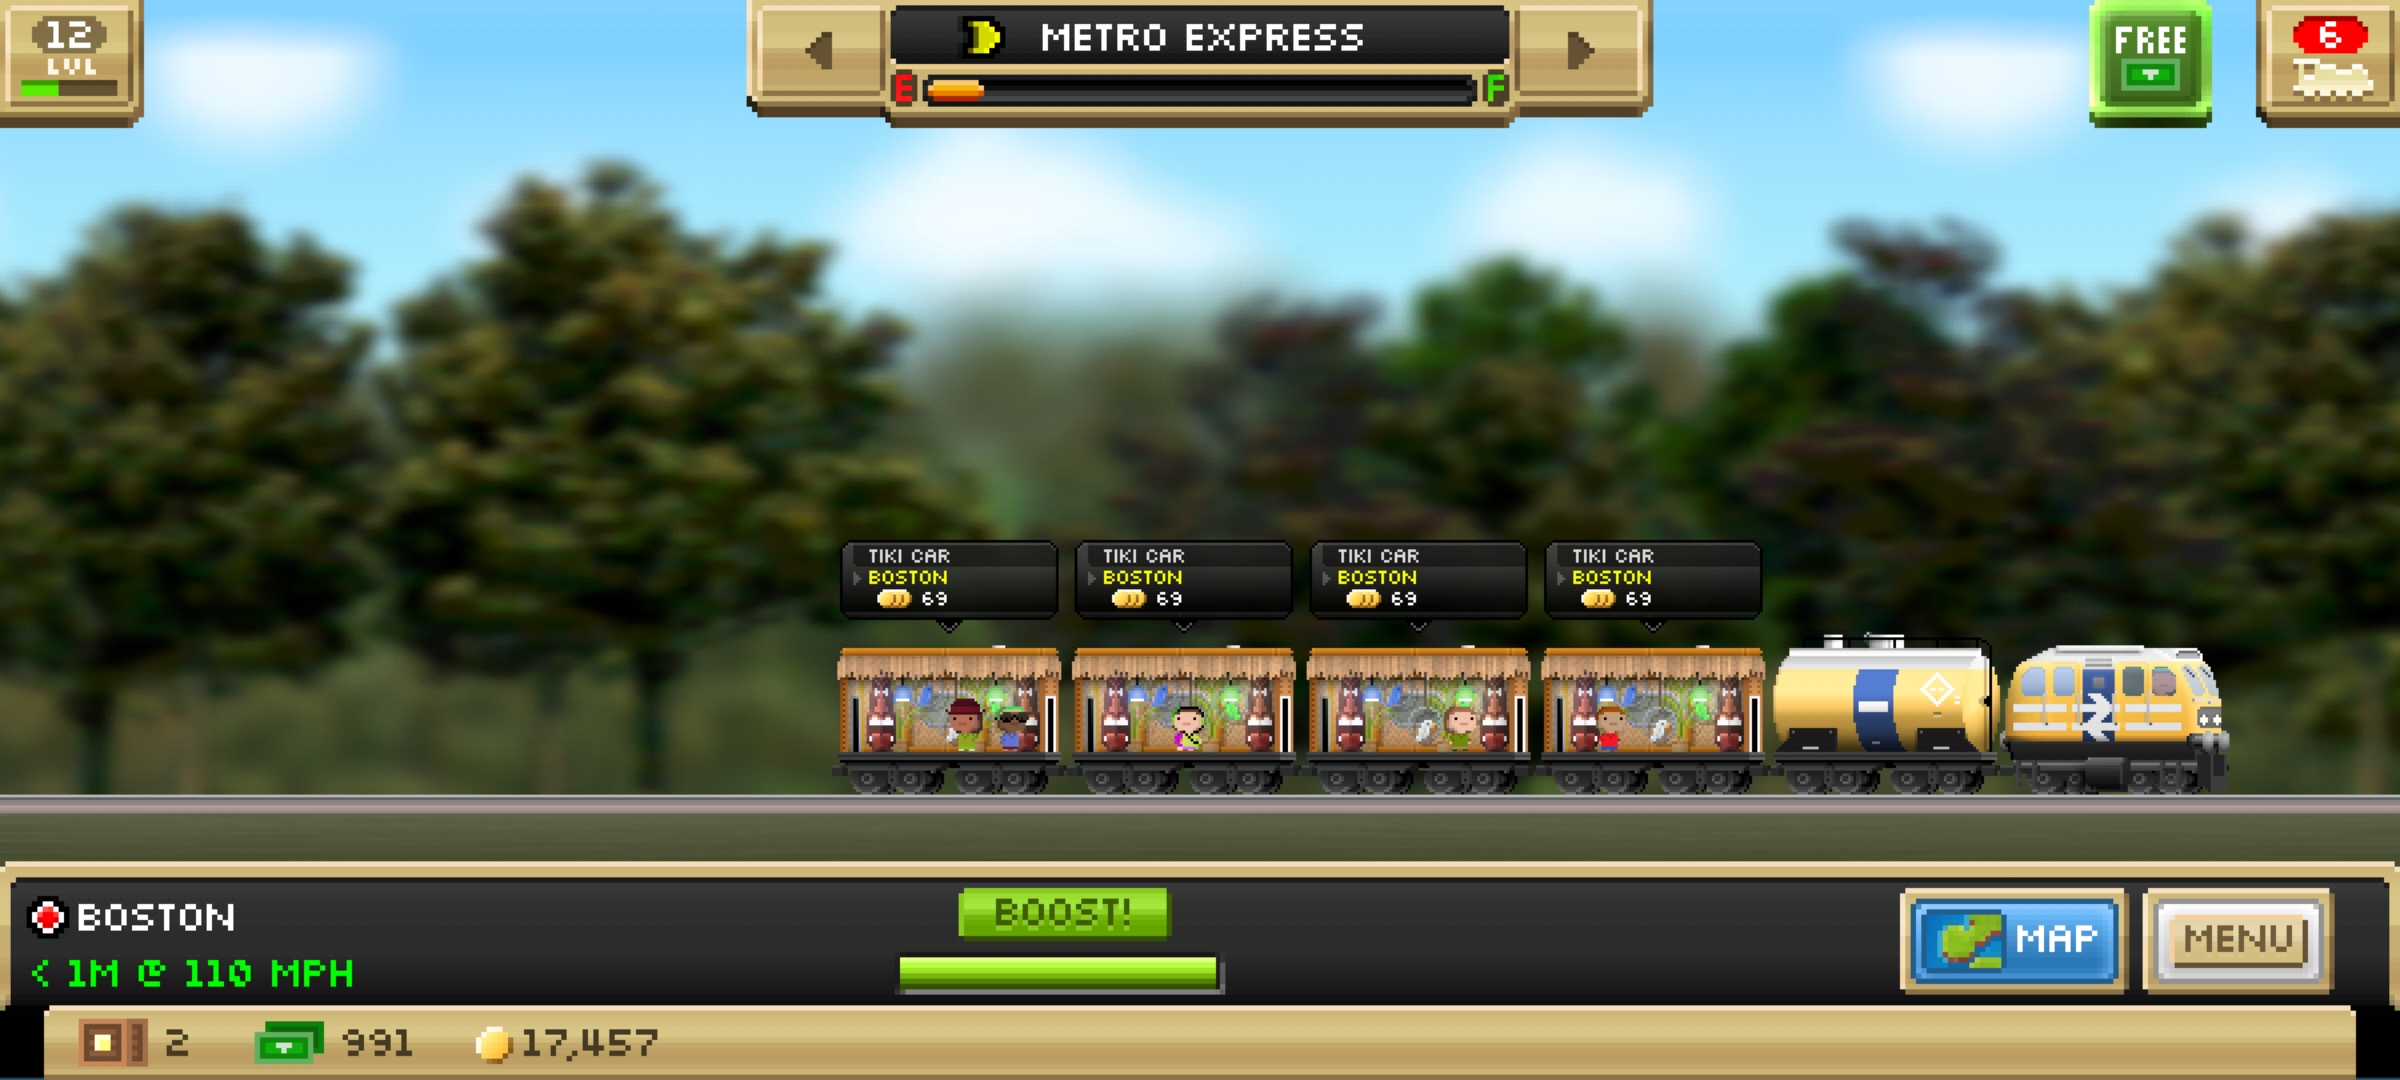 12
LVL
METRO EXPRESS
E F
FREE
6
TIKI CAR
BOSTON
69
TIKI CAR
BOSTON
69
TIKI CAR
BOSTON
69
TIKI CAR
BOSTON
69
BOSTON
< 1M @ 110 MPH
BOOST!
MAP
MENU
2
991
17,457